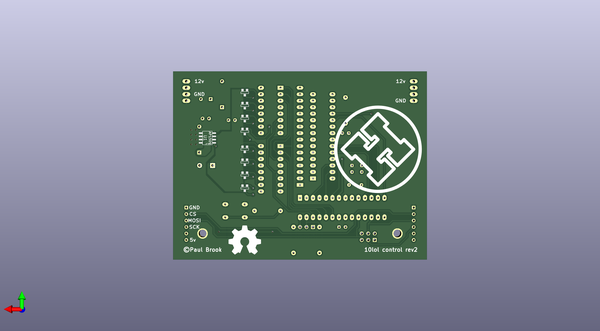 12v
GND
12v
GND
GND
CS
MOSI
SCK
5v
©Paul Brook
10lol control rev2